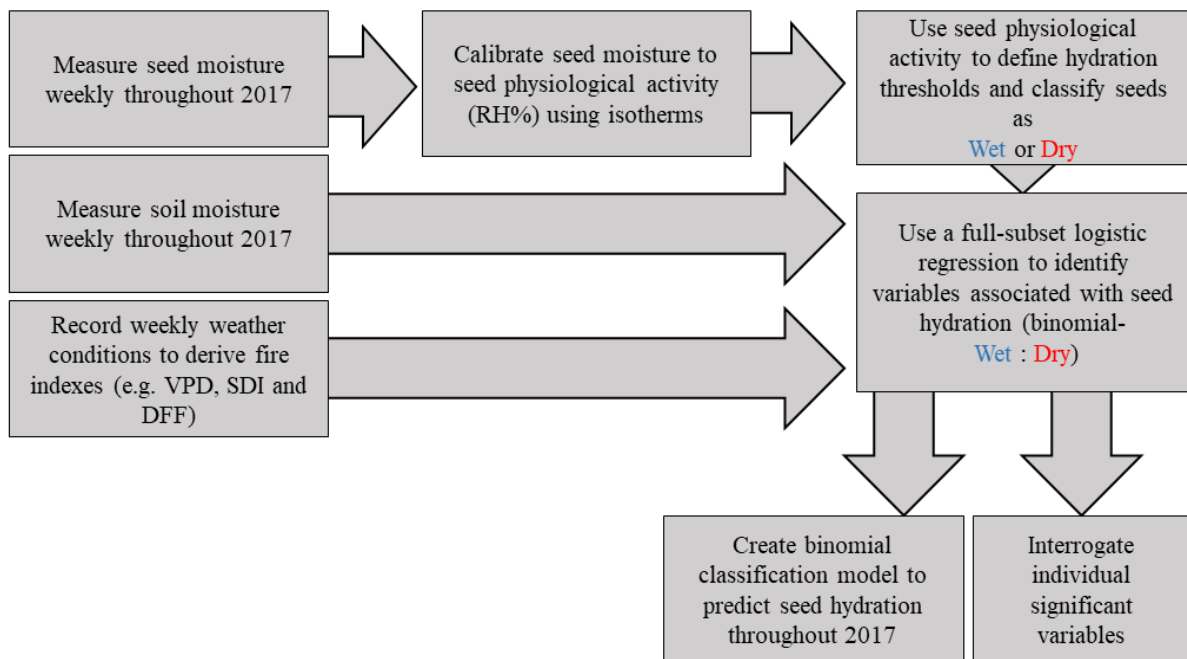 Measure seed moisture
weekly throughout 2017
Calibrate seed moisture to
seed physiological activity
(RH%) using isotherms
Use seed physiological
activity to define hydration
thresholds and classify seeds
as
Wet or Dry
Measure soil moisture
weekly throughout 2017
Use a full-subset logistic
regression to identify
variables associated with seed
hydration (binomial-
Wet : Dry)
Record weekly weather
conditions to derive fire
indexes (e.g. VPD, SDI and
DFF)
Create binomial
classification model to
predict seed hydration
throughout 2017
Interrogate
individual
significant
variables